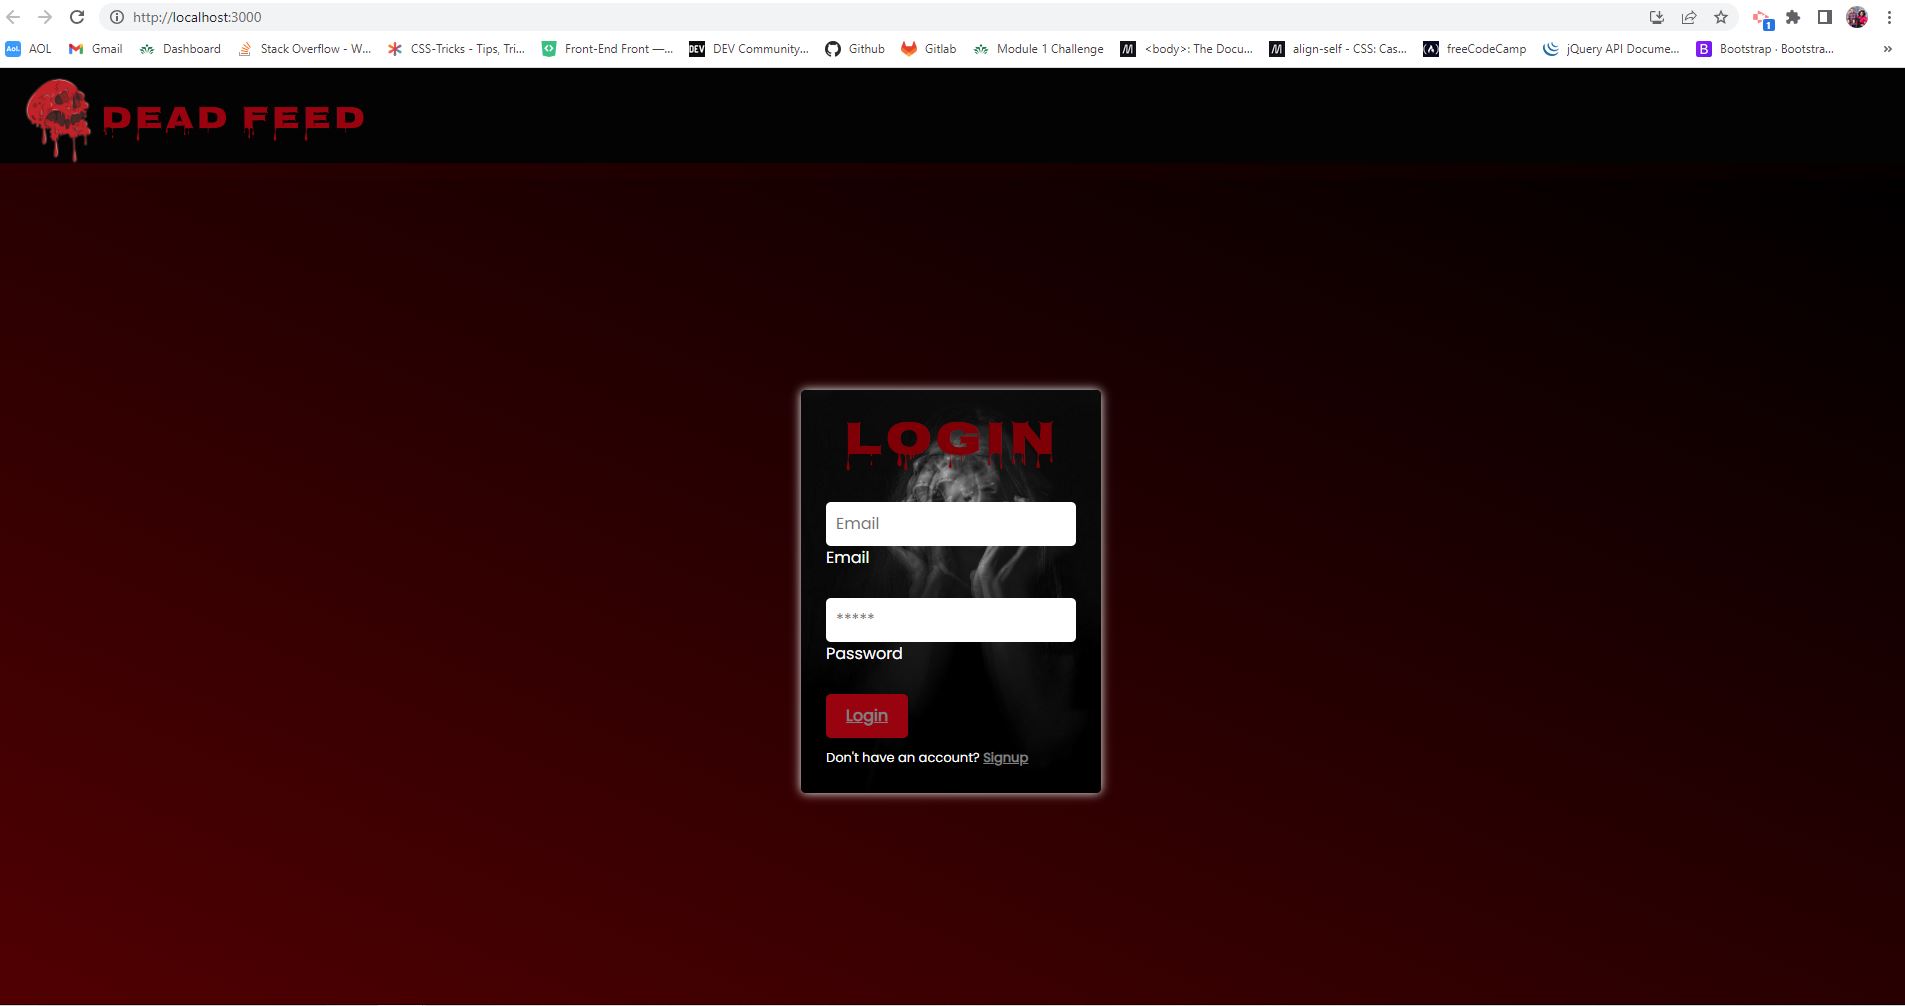 http://localhost:3000
AOL Gmail Dashboard Stack Overflow - W... CSS-Tricks - Tips, Tri... Front-End Front —... DEV DEV Community... Github Gitlab Module 1 Challenge <body>: The Docu... align-self - CSS: Cas... freeCodeCamp jQuery API Docume... B Bootstrap · Bootstra... »
DEAD FEED
LOGIN
Email
Email
*****
Password
Login
Don't have an account? Signup